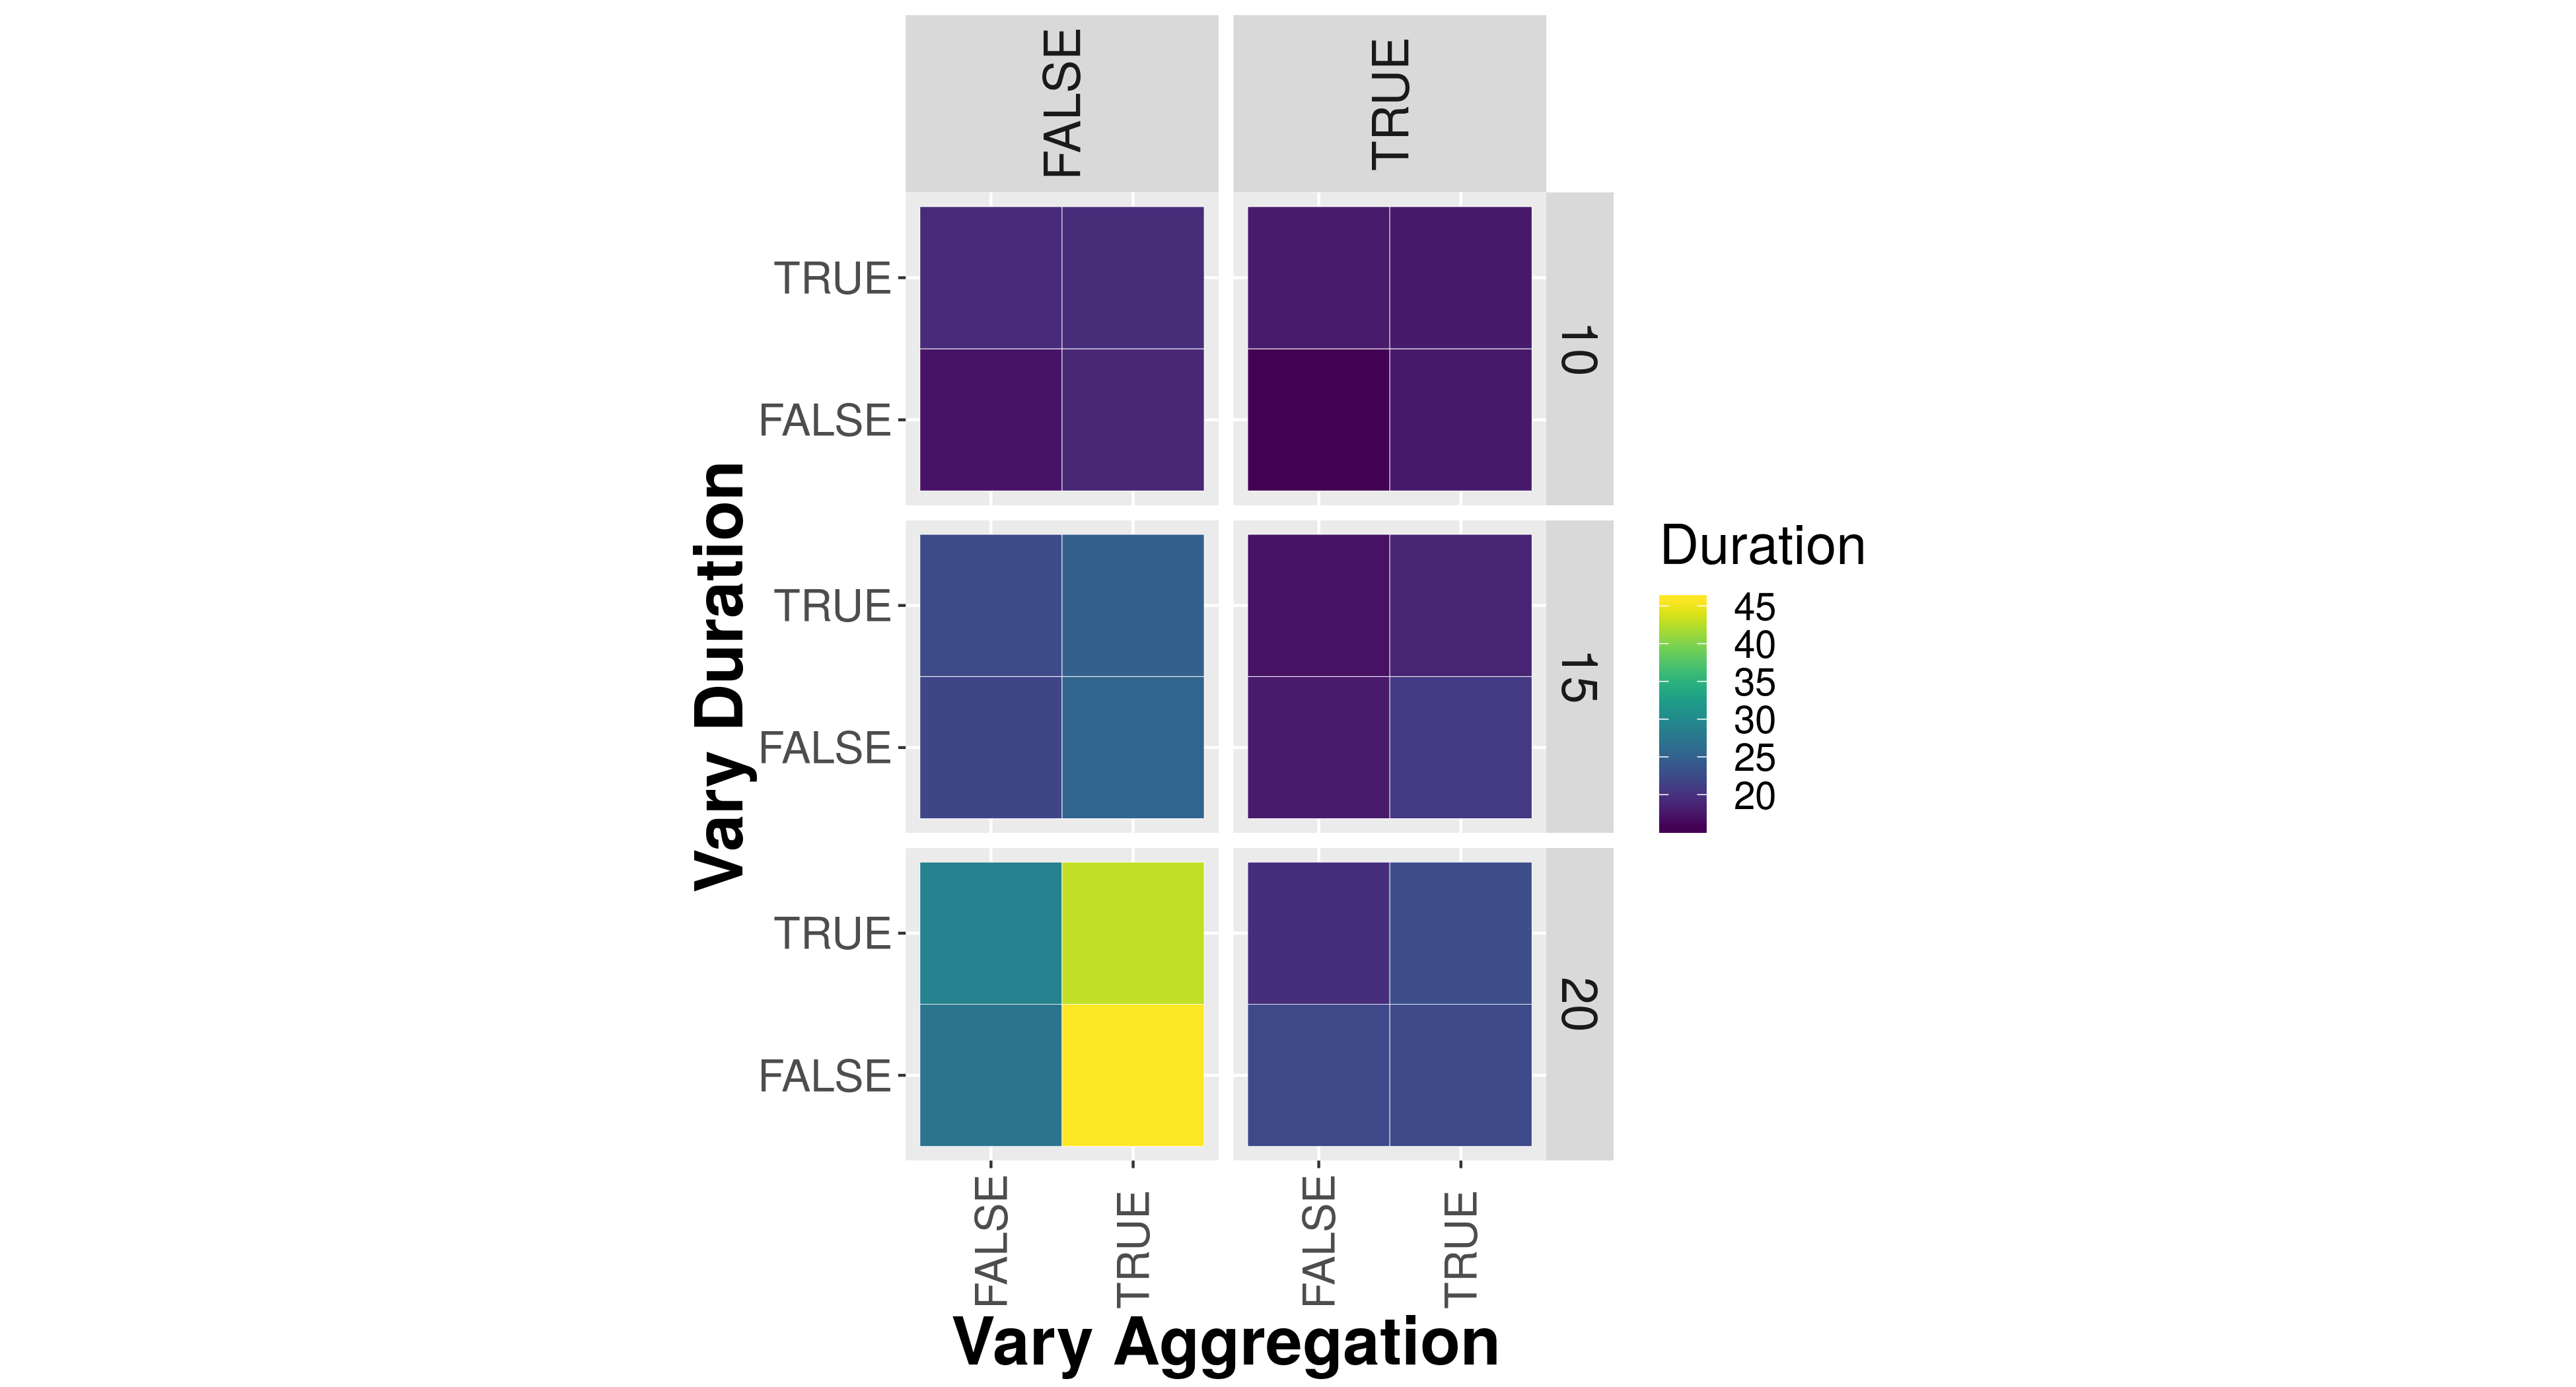 FALSE
TRUE
TRUE
FALSE
10
TRUE
FALSE
15
TRUE
FALSE
20
Vary Duration
FALSE
TRUE
FALSE
TRUE
Vary Aggregation
Duration
45
40
35
30
25
20